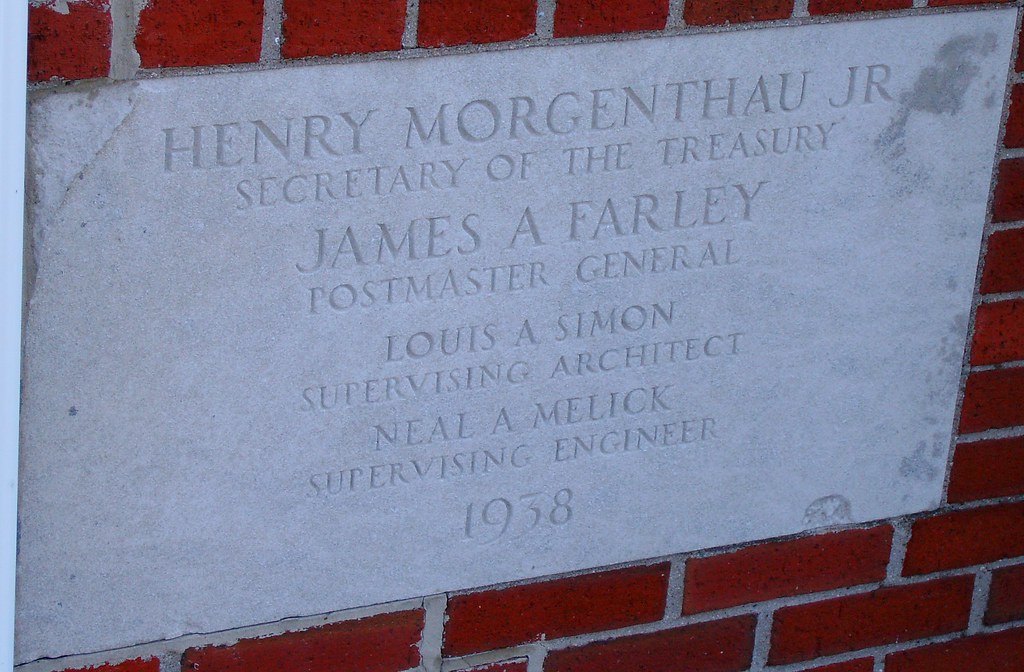 HENRY MORGENTHAU JR
SECRETARY OF THE TREASURY
JAMES A FARLEY
POSTMASTER GENERAL
LOUIS A SIMON
SUPERVISING ARCHITECT
NEAL A MELICK
SUPERVISING ENGINEER
1938